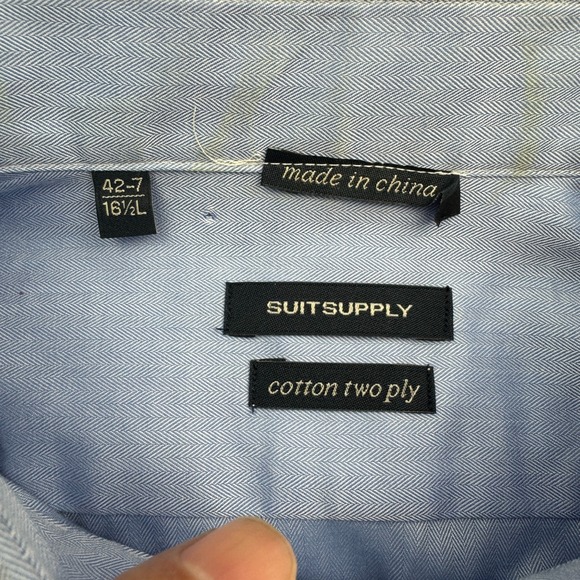 42-7
16½L
made in china
SUITSUPPLY
cotton two ply